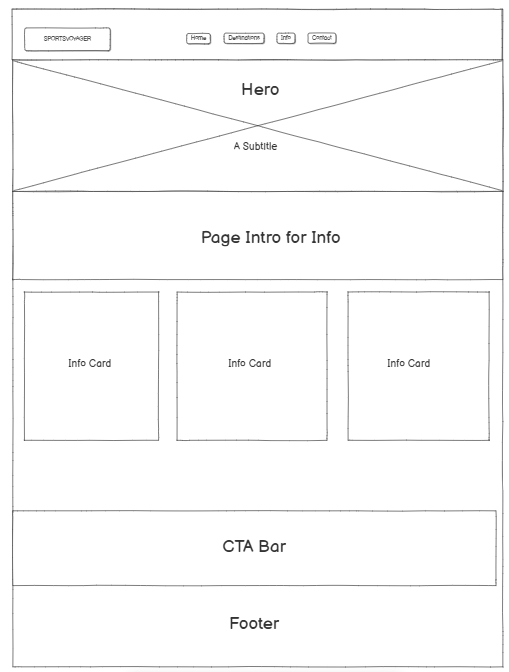 SPORTSVOYAGER
Home Destinations Info Contact
Hero
A Subtitle
Page Intro for Info
Info Card Info Card Info Card
CTA Bar
Footer